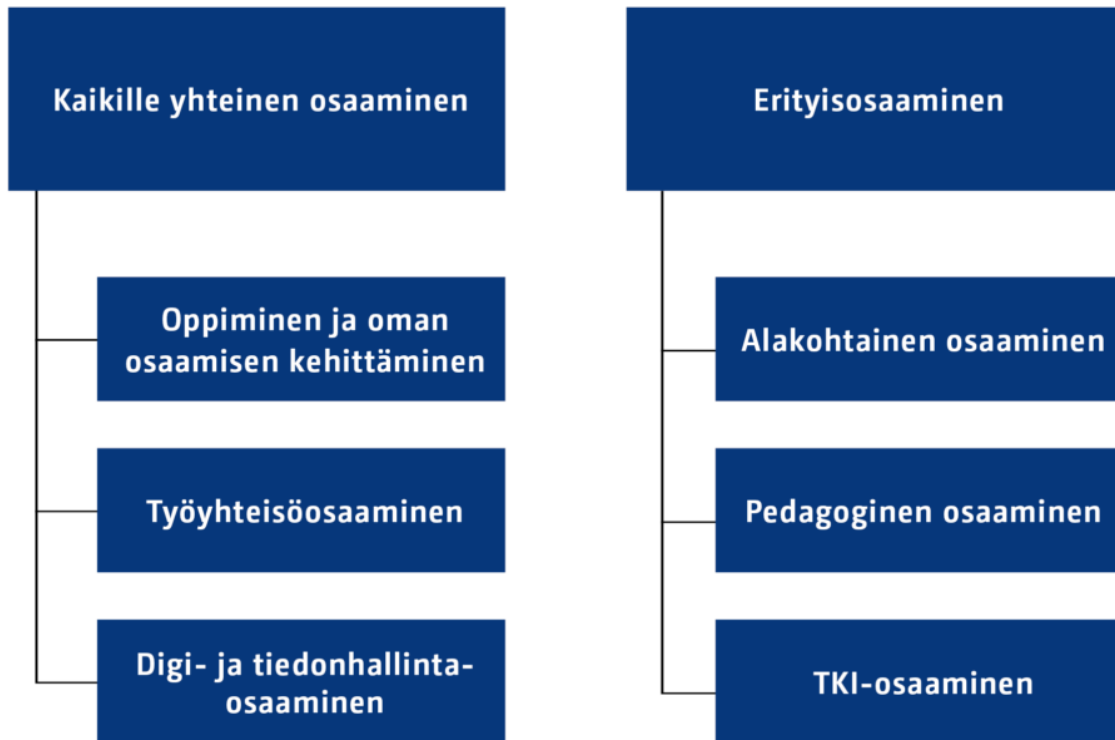 Kaikille yhteinen osaaminen
Oppiminen ja oman
osaamisen kehittäminen
Työyhteisöosaaminen
Digi- ja tiedonhallinta-
osaaminen
Erityisosaaminen
Alakohtainen osaaminen
Pedagoginen osaaminen
TKI-osaaminen